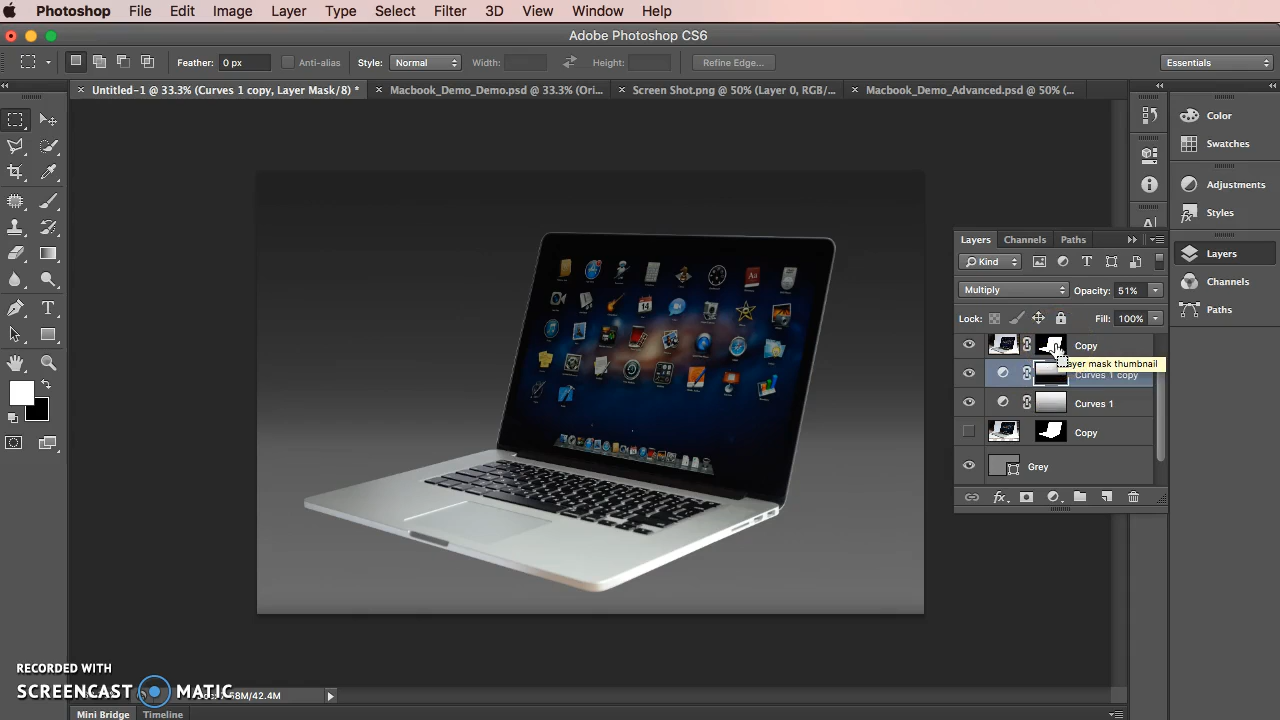 Photoshop File Edit Image Layer Type Select Filter 3D View Window Help
Adobe Photoshop CS6
Feather: 0 px Anti-alias Style: Normal Width: Height: Refine Edge... Essentials
Untitled-1 @ 33.3% (Curves 1 copy, Layer Mask/8) * Macbook_Demo_Demo.psd @ 33.3% (Ori... Screen Shot.png @ 50% (Layer 0, RGB/... Macbook_Demo_Advanced.psd @ 50% (...
Color
Swatches
Adjustments
Styles
Layers
Channels
Paths
Layers Channels Paths
Kind
Multiply Opacity: 51%
Lock: Fill: 100%
Copy
ayer mask thumbnail
Curves 1 copy
Curves 1
Copy
Grey
RECORDED WITH
SCREENCAST MATIC
M/42.4M
Mini Bridge Timeline